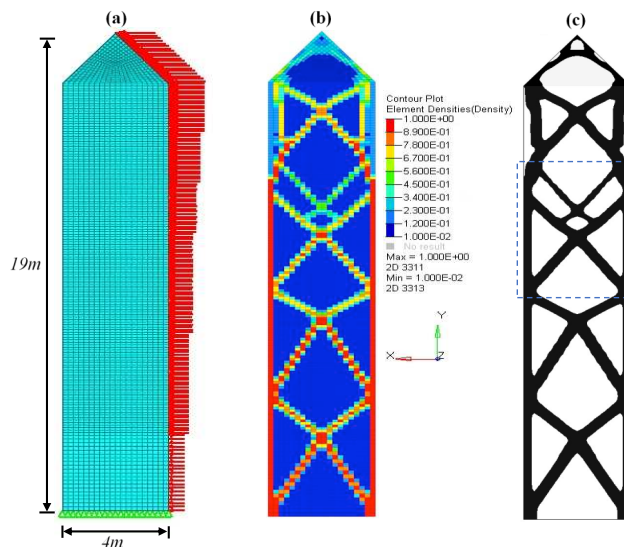 (a)
(b)
(c)
19m
4m
Contour Plot
Element Densities(Density)
1.000E+00
8.900E-01
7.800E-01
6.700E-01
5.600E-01
4.500E-01
3.400E-01
2.300E-01
1.200E-01
1.000E-02
No result
Max = 1.000E+00
2D 3311
Min = 1.000E-02
2D 3313
Y
X
Z